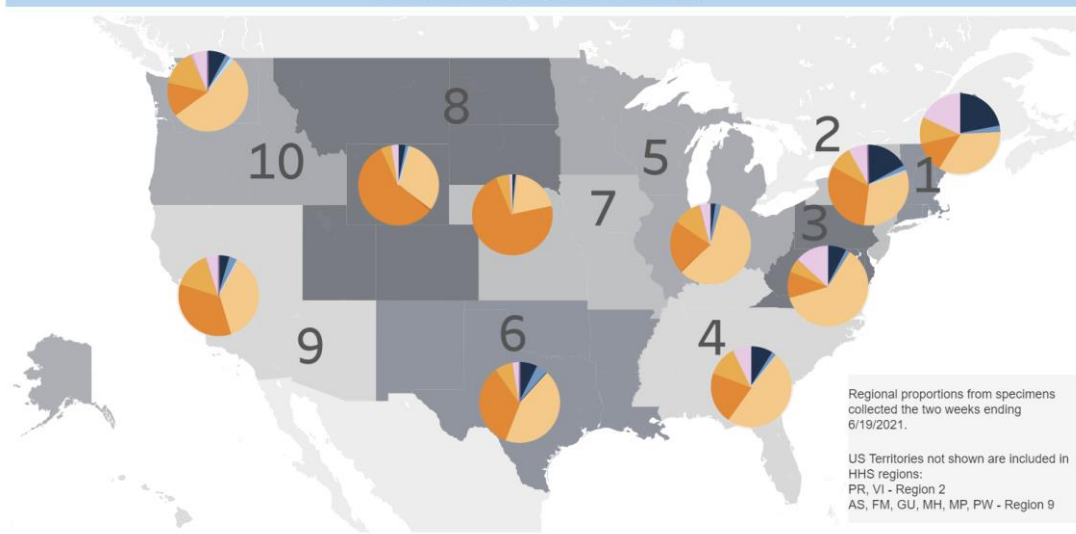 8
2
10
5
1
7
3
9
6
4
Regional proportions from specimens
collected the two weeks ending
6/19/2021.
US Territories not shown are included in
HHS regions:
PR, VI - Region 2
AS, FM, GU, MH, MP, PW - Region 9